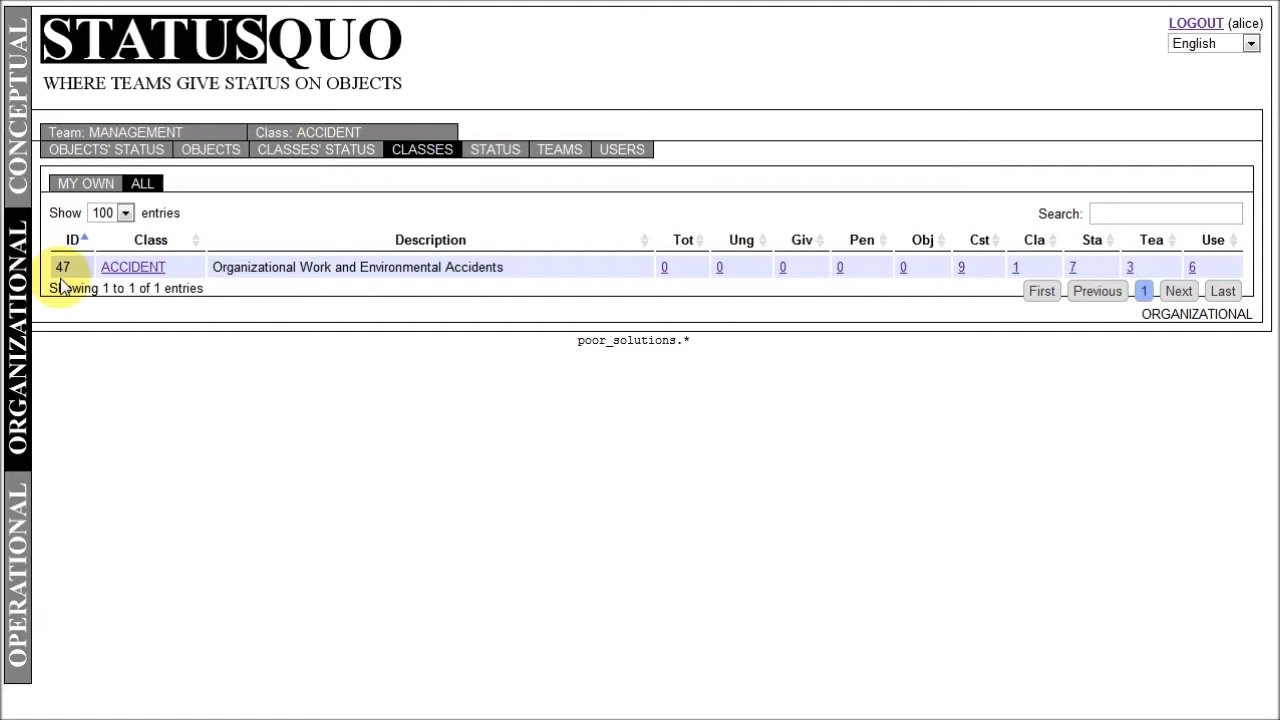 STATUSQUO
WHERE TEAMS GIVE STATUS ON OBJECTS
LOGOUT (alice)
English
CONCEPTUAL
ORGANIZATIONAL
OPERATIONAL
Team: MANAGEMENT Class: ACCIDENT
OBJECTS' STATUS OBJECTS CLASSES' STATUS CLASSES STATUS TEAMS USERS
MY OWN ALL
Show 100 entries Search:
ID Class Description Tot Ung Giv Pen Obj Cst Cla Sta Tea Use
47 ACCIDENT Organizational Work and Environmental Accidents 0 0 0 0 0 9 1 7 3 6
Showing 1 to 1 of 1 entries First Previous 1 Next Last
ORGANIZATIONAL
poor_solutions.*